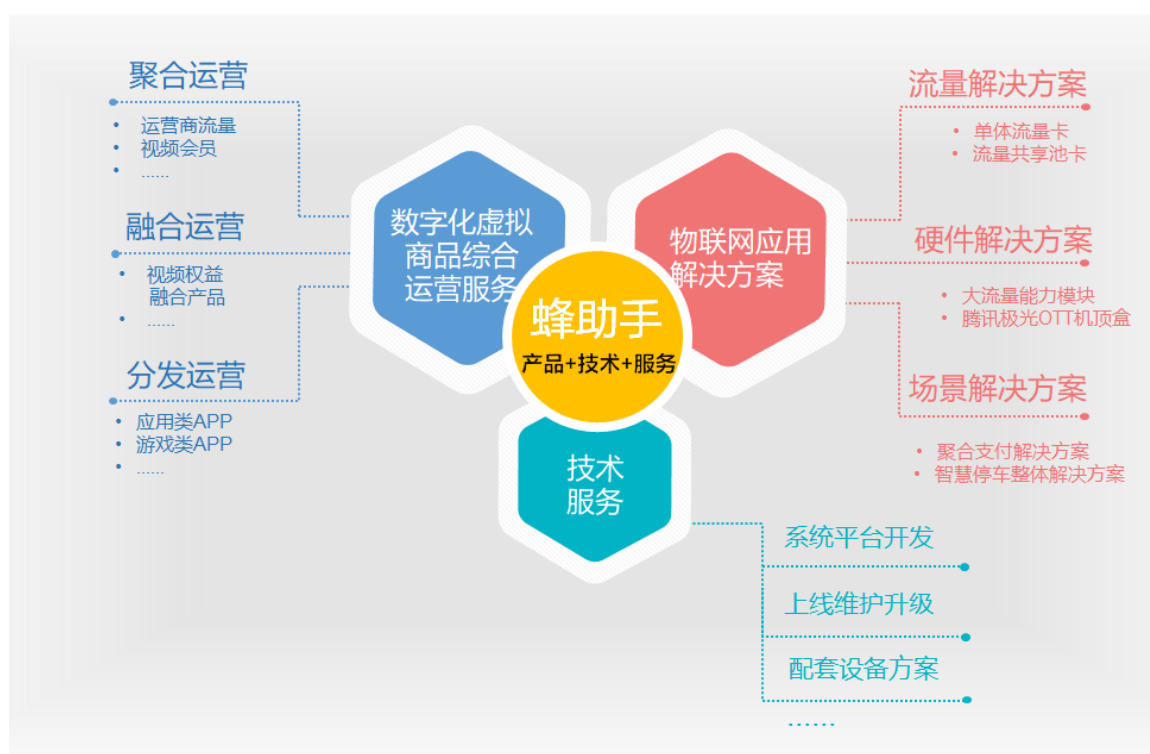 聚合运营
• 运营商流量
• 视频会员
• ......
融合运营
• 视频权益
融合产品
• ......
分发运营
• 应用类APP
• 游戏类APP
• ......
数字化虚拟
商品综合
运营服务
物联网应用
解决方案
蜂助手
产品+技术+服务
技术
服务
流量解决方案
• 单体流量卡
• 流量共享池卡
硬件解决方案
• 大流量能力模块
• 腾讯极光OTT机顶盒
场景解决方案
• 聚合支付解决方案
• 智慧停车整体解决方案
系统平台开发
上线维护升级
配套设备方案
......